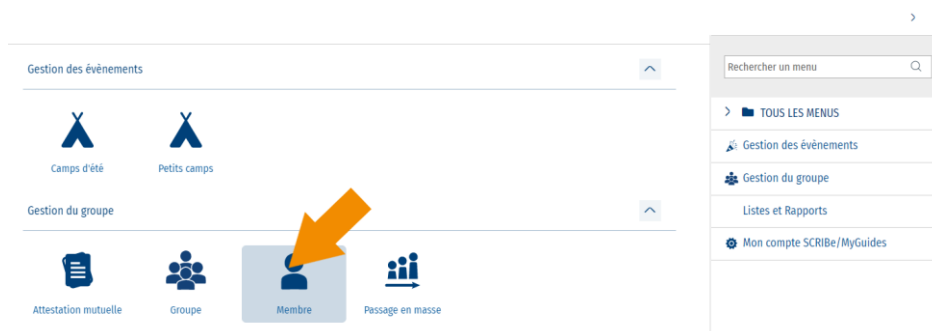 Gestion des évènements
Camps d'été
Petits camps
Gestion du groupe
Attestation mutuelle
Groupe
Membre
Passage en masse
Rechercher un menu
TOUS LES MENUS
Gestion des évènements
Gestion du groupe
Listes et Rapports
Mon compte SCRIBe/MyGuides